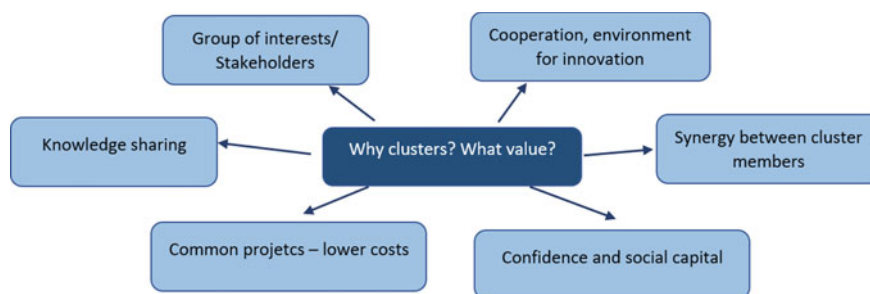 Group of interests/
Stakeholders
Cooperation, environment
for innovation
Knowledge sharing
Why clusters? What value?
Synergy between cluster
members
Common projetcs – lower costs
Confidence and social capital